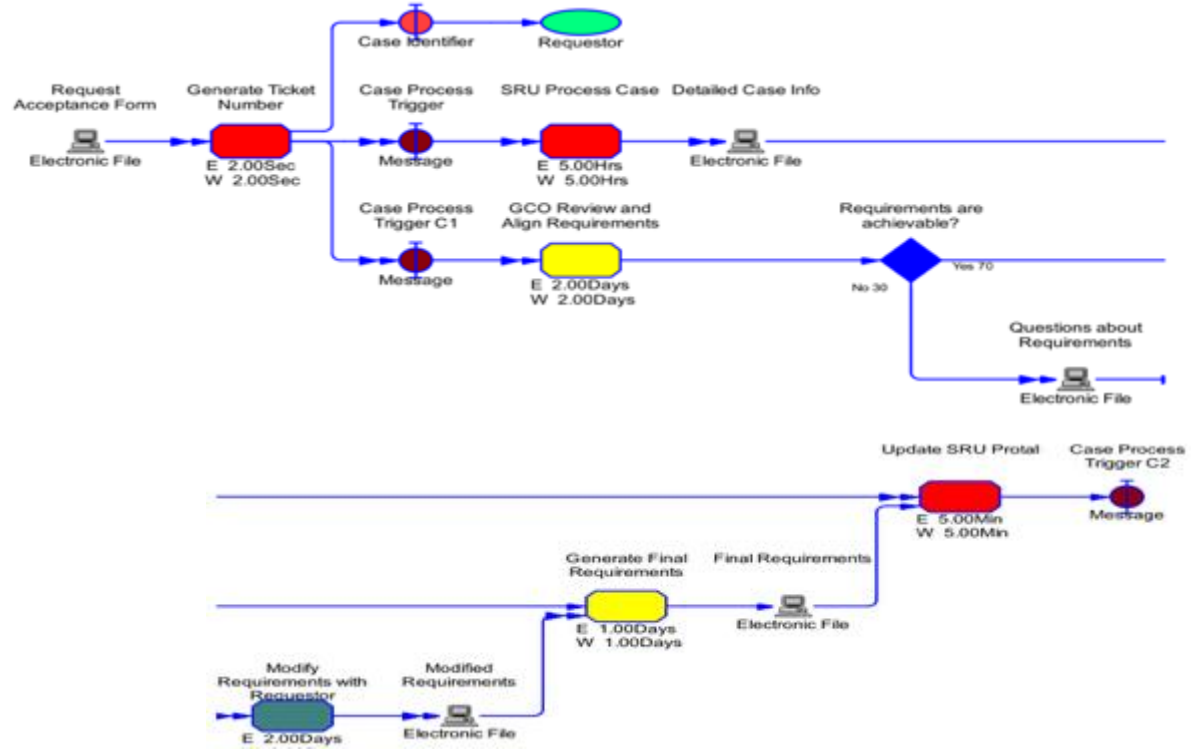 Case Identifier
Requestor
Request
Acceptance Form
Electronic File
Generate Ticket
Number
E 2.00Sec
W 2.00Sec
Case Process
Trigger
Message
SRU Process Case
E 5.00Hrs
W 5.00Hrs
Detailed Case Info
Electronic File
Case Process
Trigger C1
Message
GCO Review and
Align Requirements
E 2.00Days
W 2.00Days
Requirements are
achievable?
Yes 70
No 30
Questions about
Requirements
Electronic File
Update SRU Protal
E 5.00Min
W 5.00Min
Case Process
Trigger C2
Message
Generate Final
Requirements
E 1.00Days
W 1.00Days
Final Requirements
Electronic File
Modify
Requirements with
Requestor
E 2.00Days
Modified
Requirements
Electronic File